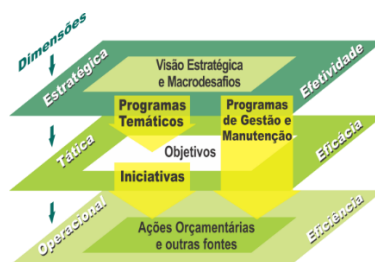 Dimensões
Estratégica
Visão Estratégica
e Macrodesafios
Efetividade
Programas
Temáticos
Programas
de Gestão e
Manutenção
Tática
Objetivos
Eficácia
Iniciativas
Operacional
Ações Orçamentárias
e outras fontes
Eficiência